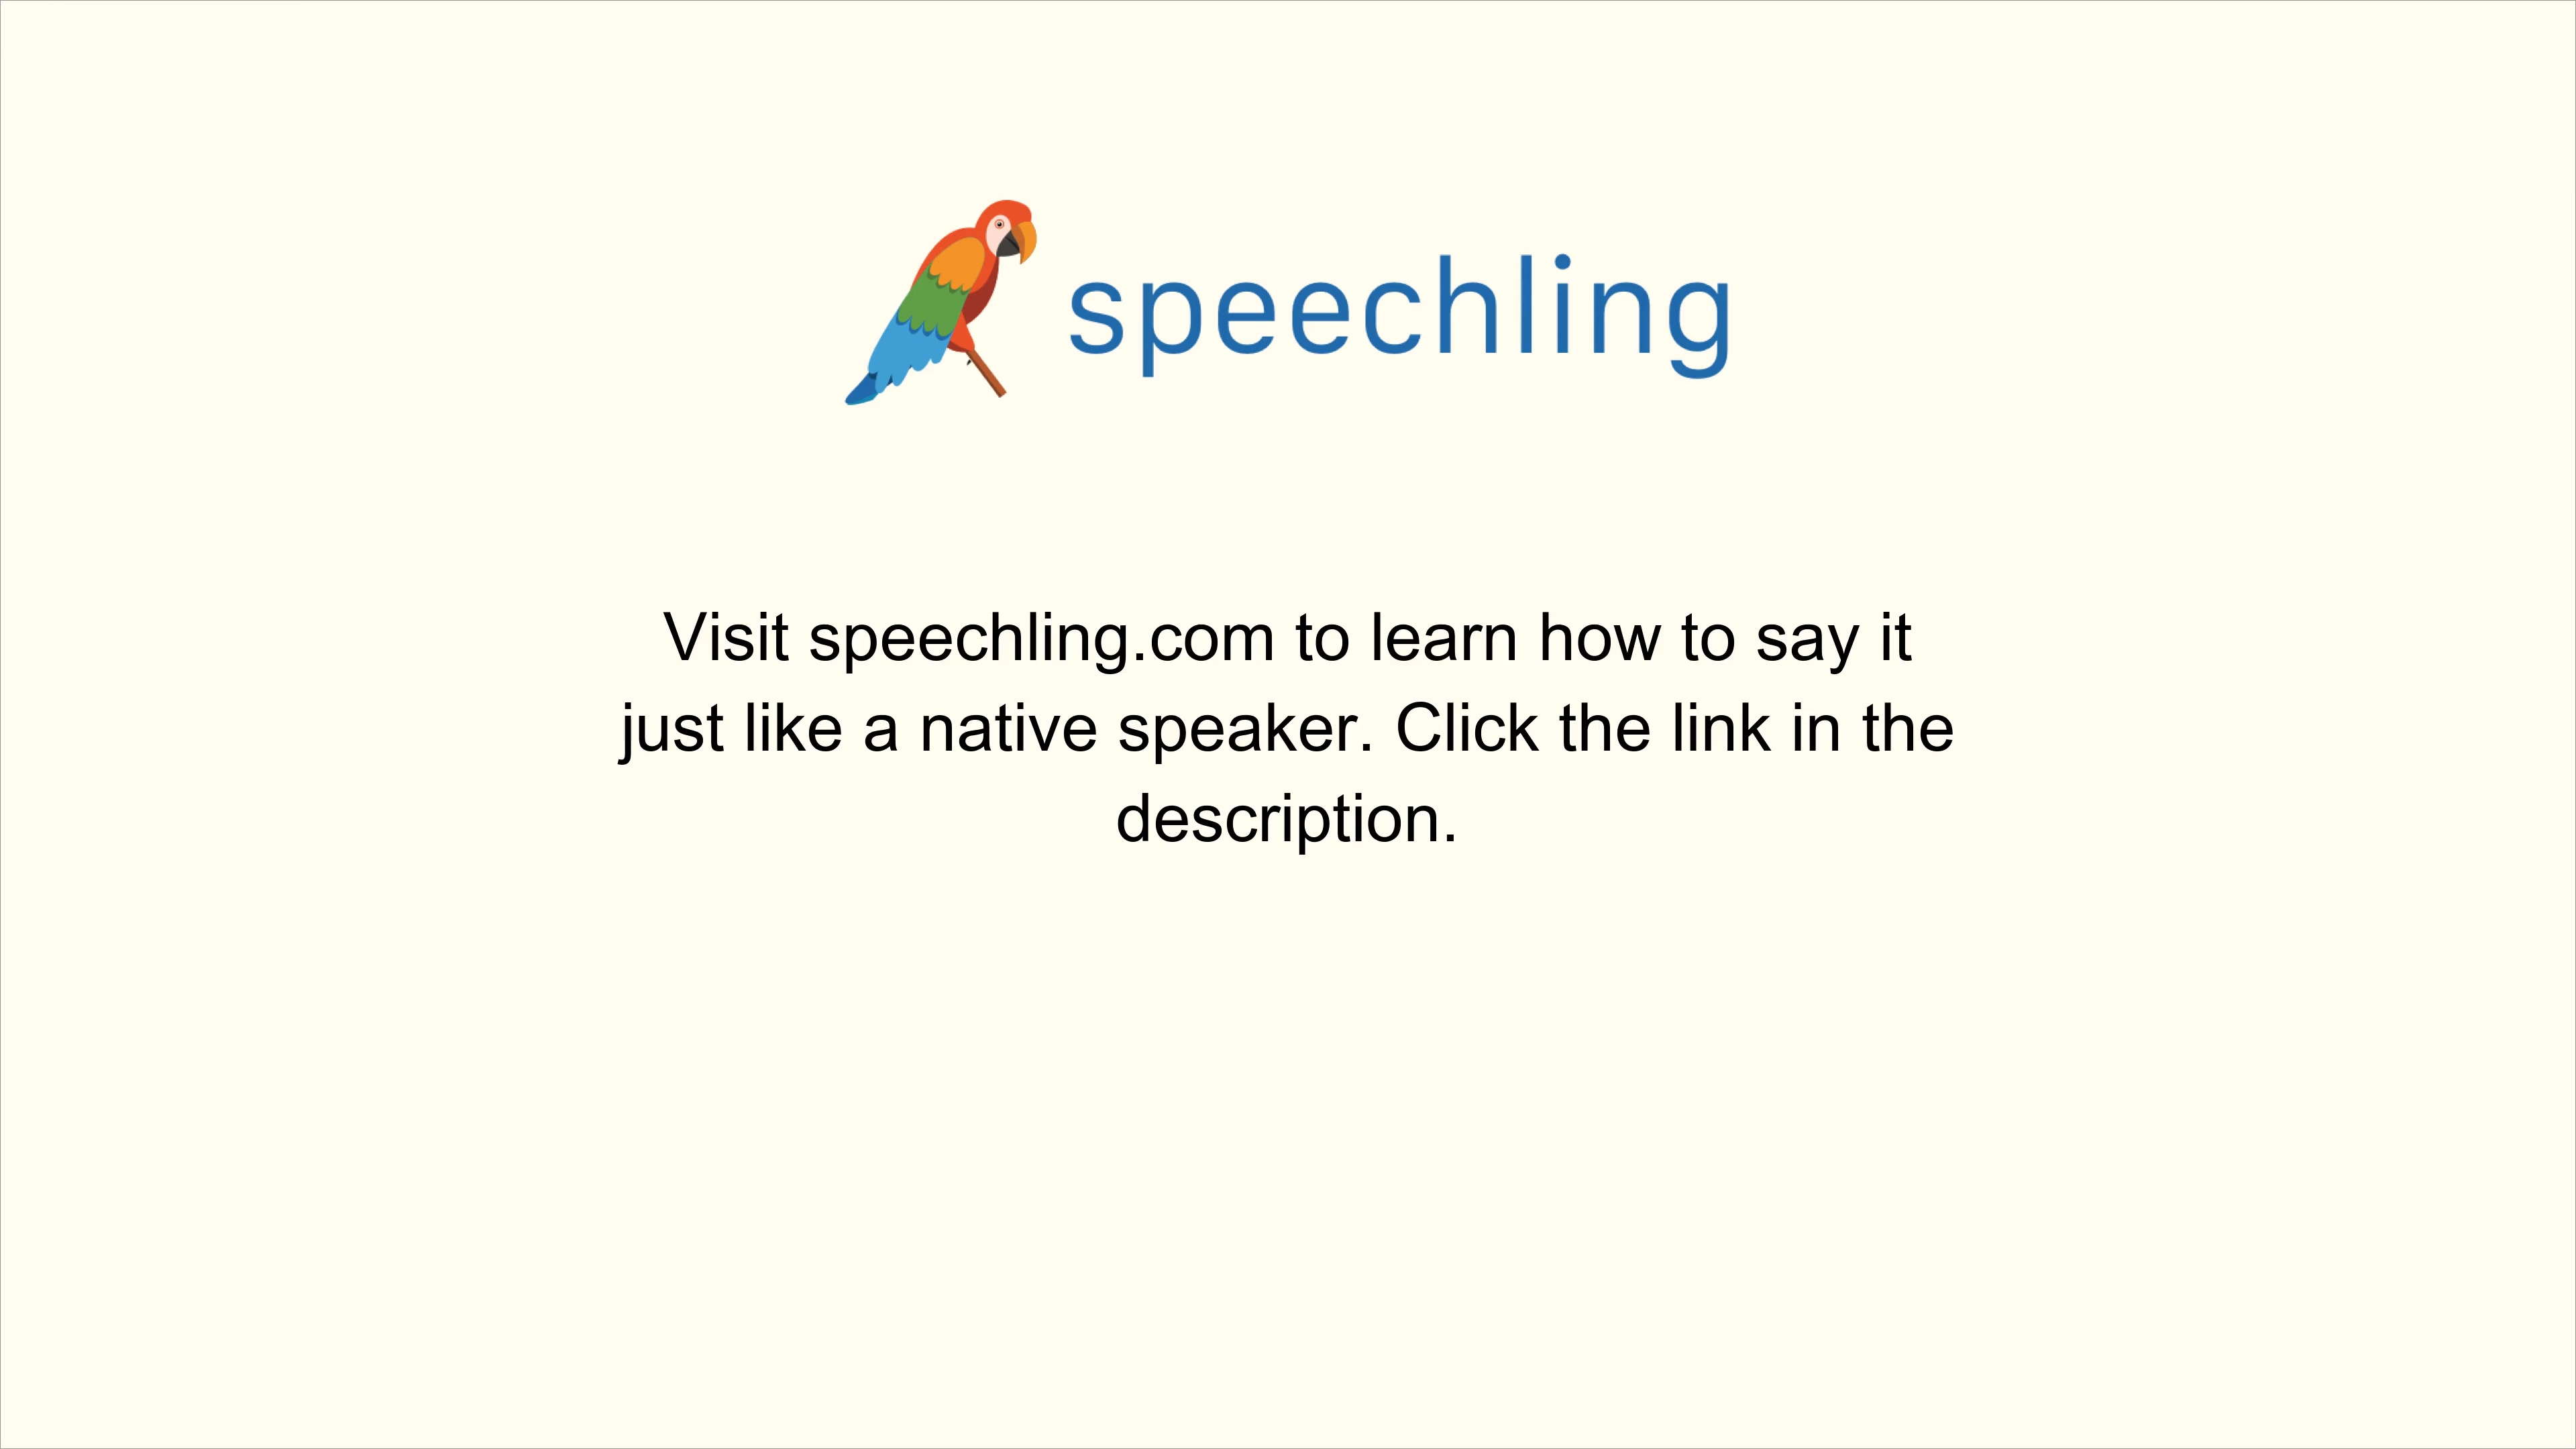 speechling
Visit speechling.com to learn how to say it
just like a native speaker. Click the link in the
description.